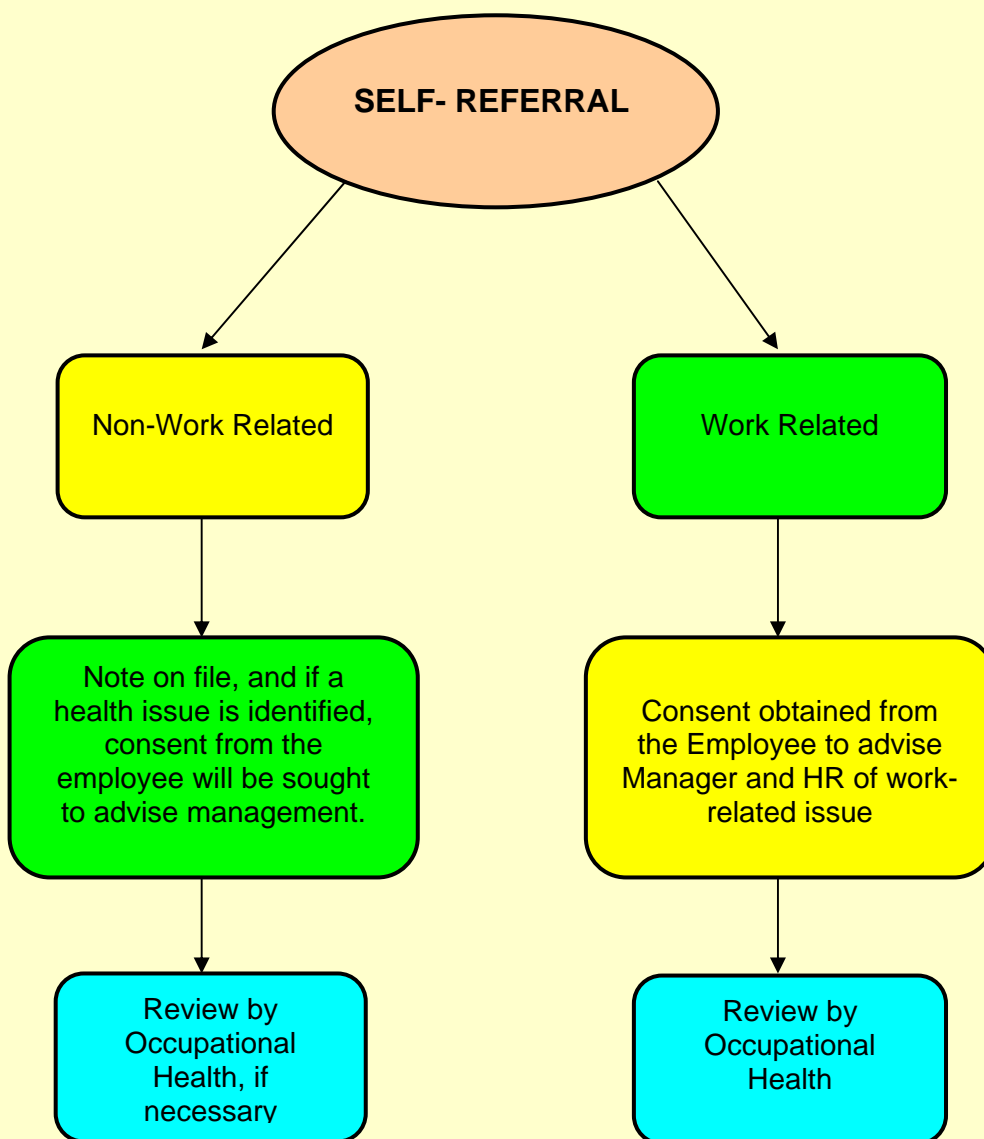 SELF- REFERRAL
Non-Work Related
Work Related
Note on file, and if a
health issue is identified,
consent from the
employee will be sought
to advise management.
Consent obtained from
the Employee to advise
Manager and HR of work-
related issue
Review by
Occupational
Health, if
necessary
Review by
Occupational
Health